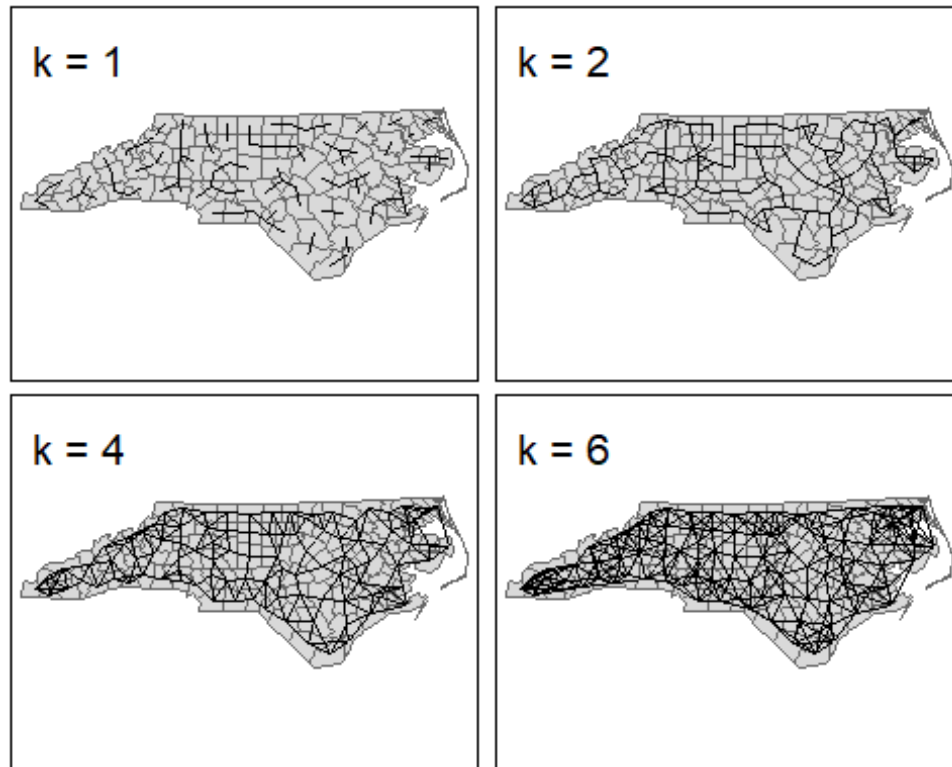 k = 1
k = 2
k = 4
k = 6